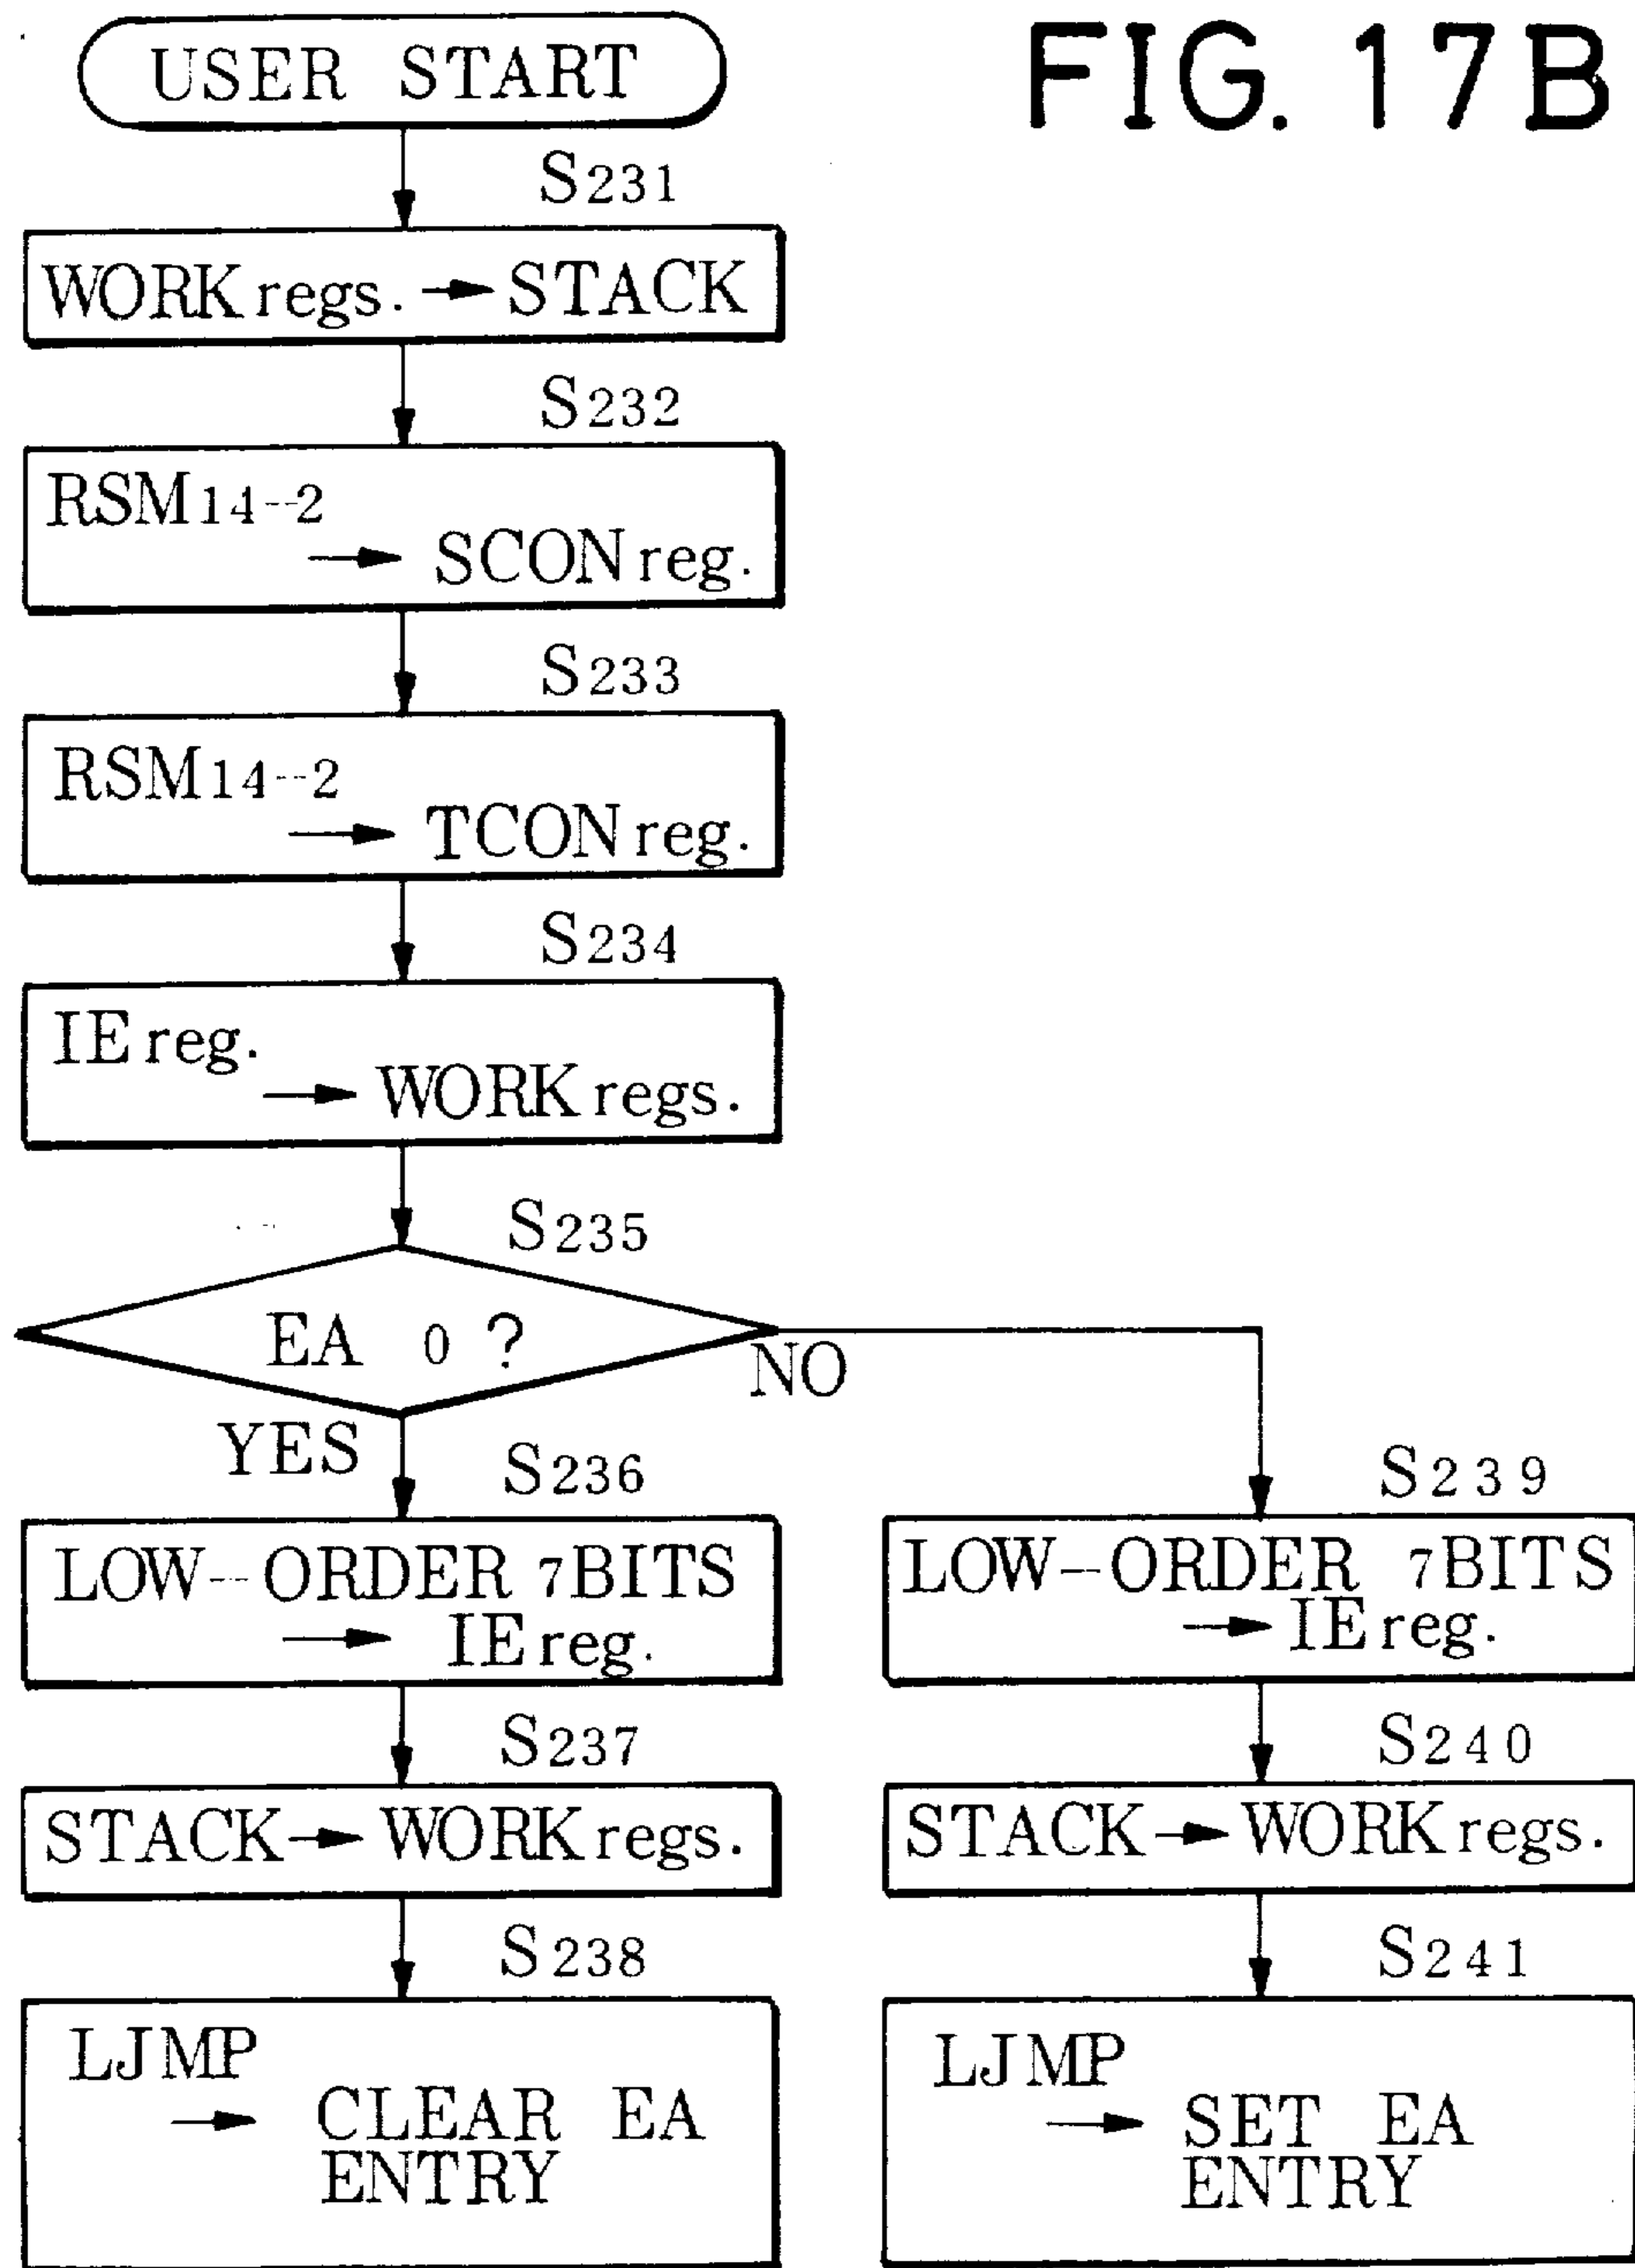 FIG. 17B
USER START
S231
WORK regs. → STACK
S232
RSM14--2
→ SCON reg.
S233
RSM14--2
→ TCON reg.
S234
IE reg.
→ WORK regs.
S235
EA 0 ?
NO
YES
S236
LOW--ORDER 7BITS
→ IE reg.
S237
STACK → WORK regs.
S238
LJMP
→ CLEAR EA
ENTRY
S239
LOW-ORDER 7BITS
→ IE reg.
S240
STACK → WORK regs.
S241
LJMP
→ SET EA
ENTRY